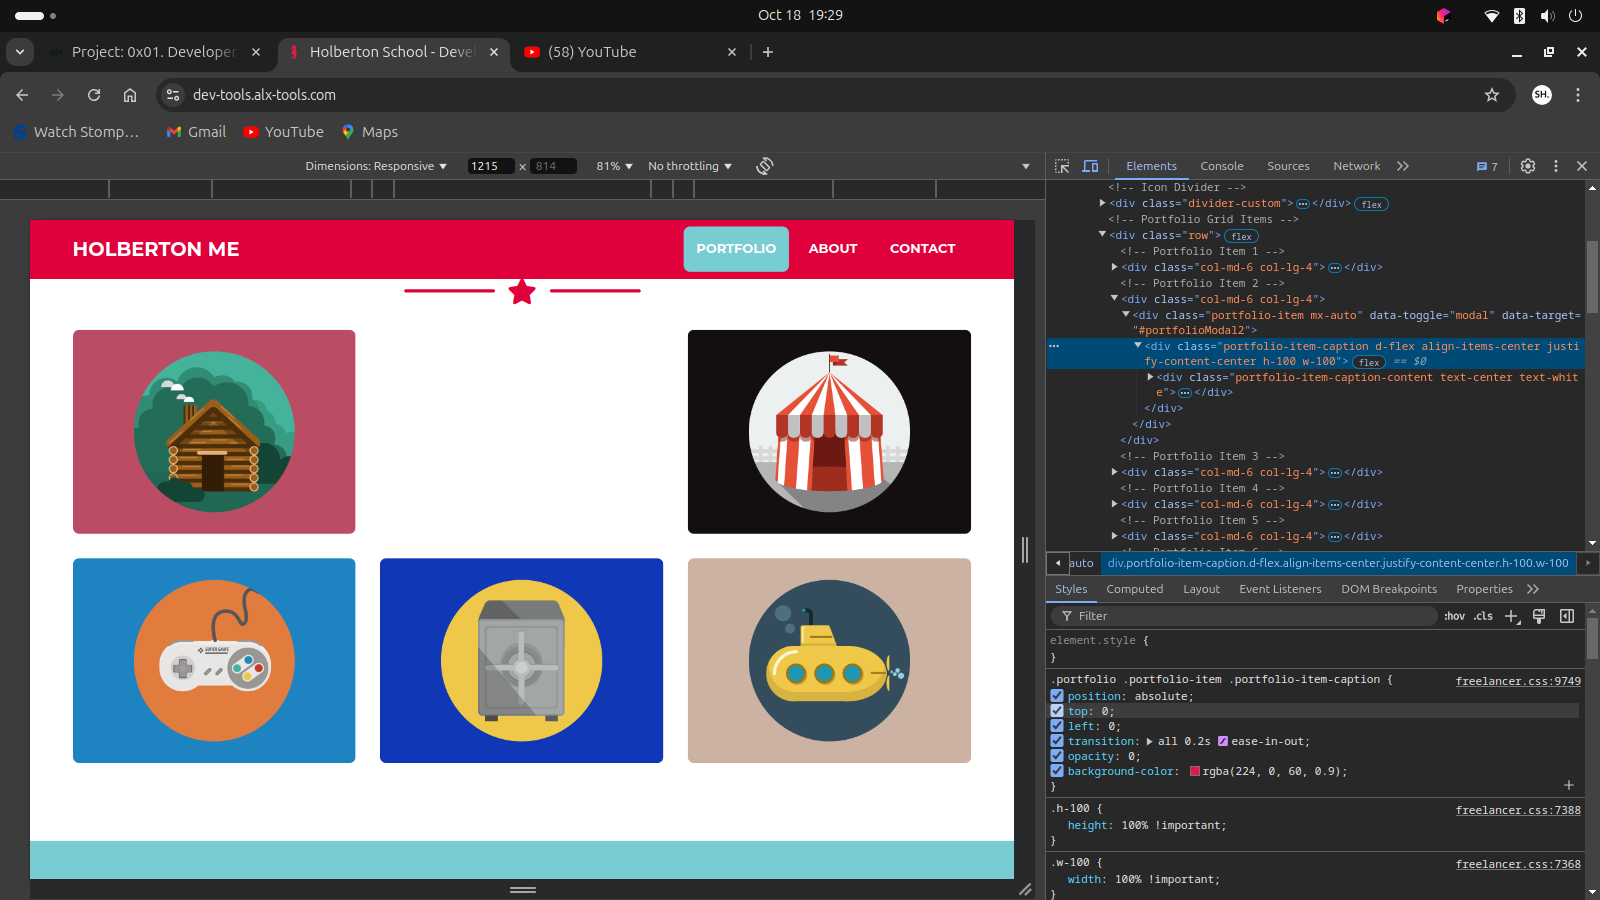 Oct 18 19:29
Project: 0x01. Developer
Holberton School - Deve
(58) YouTube
dev-tools.alx-tools.com
SH.
Watch Stomp...
Gmail
YouTube
Maps
Dimensions: Responsive
1215
×
814
81%
No throttling
Elements
Console
Sources
Network
7
<!-- Icon Divider -->
<div class="divider-custom">…</div> flex
<!-- Portfolio Grid Items -->
<div class="row"> flex
<!-- Portfolio Item 1 -->
<div class="col-md-6 col-lg-4">…</div>
<!-- Portfolio Item 2 -->
<div class="col-md-6 col-lg-4">
<div class="portfolio-item mx-auto" data-toggle="modal" data-target=
"#portfolioModal2">
<div class="portfolio-item-caption d-flex align-items-center justi
fy-content-center h-100 w-100"> flex == $0
<div class="portfolio-item-caption-content text-center text-whit
e">…</div>
</div>
</div>
</div>
<!-- Portfolio Item 3 -->
<div class="col-md-6 col-lg-4">…</div>
<!-- Portfolio Item 4 -->
<div class="col-md-6 col-lg-4">…</div>
<!-- Portfolio Item 5 -->
<div class="col-md-6 col-lg-4">…</div>
auto
div.portfolio-item-caption.d-flex.align-items-center.justify-content-center.h-100.w-100
Styles
Computed
Layout
Event Listeners
DOM Breakpoints
Properties
Filter
:hov
.cls
element.style {
}
.portfolio .portfolio-item .portfolio-item-caption {
freelancer.css:9749
position: absolute;
top: 0;
left: 0;
transition: all 0.2s ease-in-out;
opacity: 0;
background-color: rgba(224, 0, 60, 0.9);
}
.h-100 {
freelancer.css:7388
height: 100% !important;
}
.w-100 {
freelancer.css:7368
width: 100% !important;
}
HOLBERTON ME
PORTFOLIO
ABOUT
CONTACT
SUPER GAME